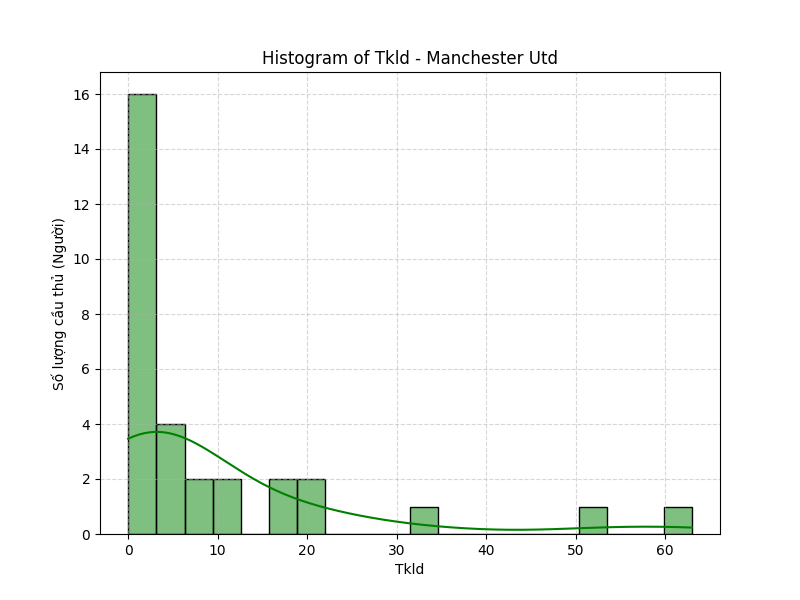 Histogram of Tkld - Manchester Utd
Số lượng cầu thủ (Người)
16
14
12
10
8
6
4
2
0
0 10 20 30 40 50 60
Tkld